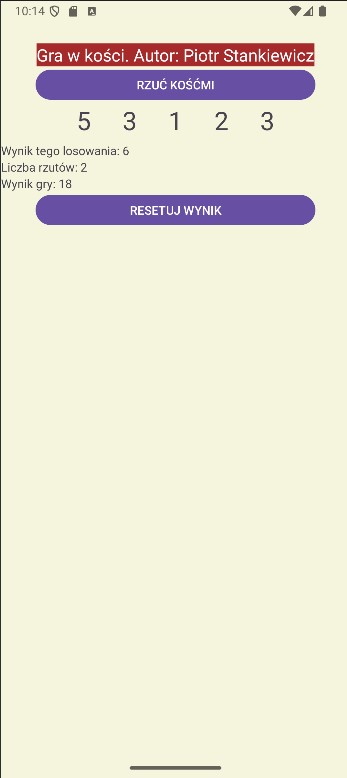 10:14
Gra w kości. Autor: Piotr Stankiewicz
RZUĆ KOŚĆMI
5 3 1 2 3
Wynik tego losowania: 6
Liczba rzutów: 2
Wynik gry: 18
RESETUJ WYNIK